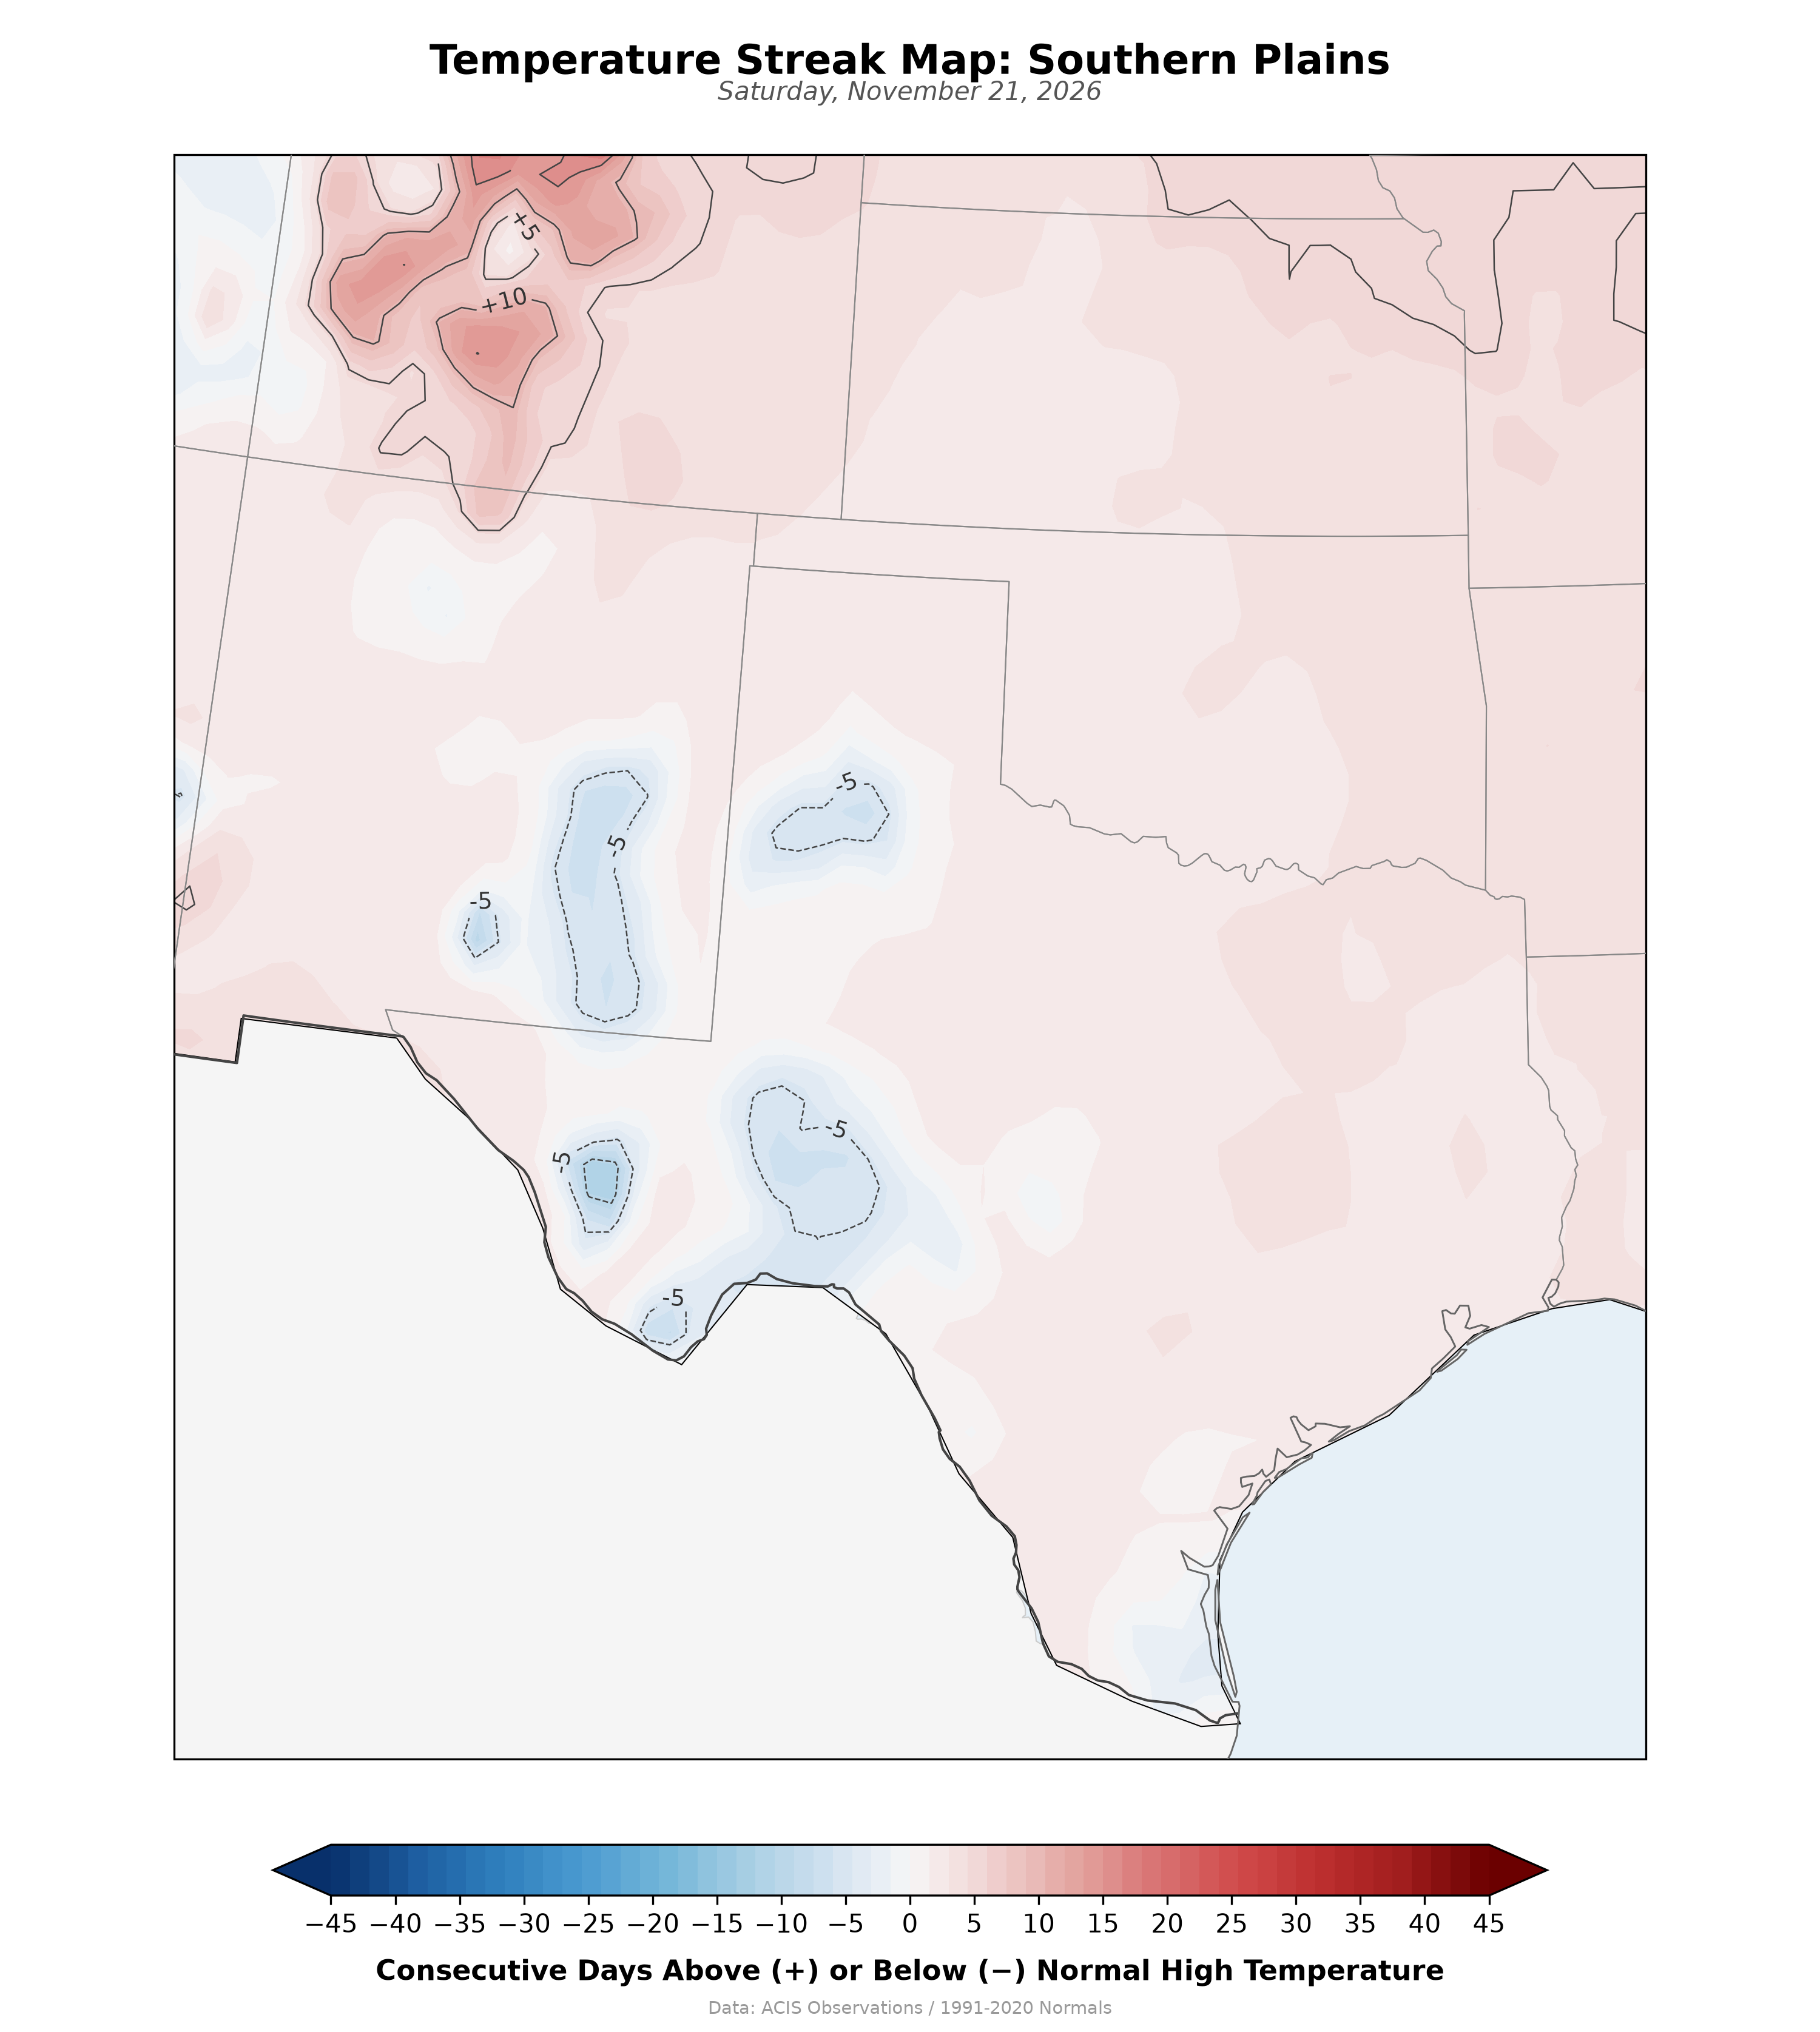 Temperature Streak Map: Southern Plains
Saturday, November 21, 2026
+5
+10
-5
-5
-5
-5
-5
-5
−45 −40 −35 −30 −25 −20 −15 −10 −5 0 5 10 15 20 25 30 35 40 45
Consecutive Days Above (+) or Below (−) Normal High Temperature
Data: ACIS Observations / 1991-2020 Normals